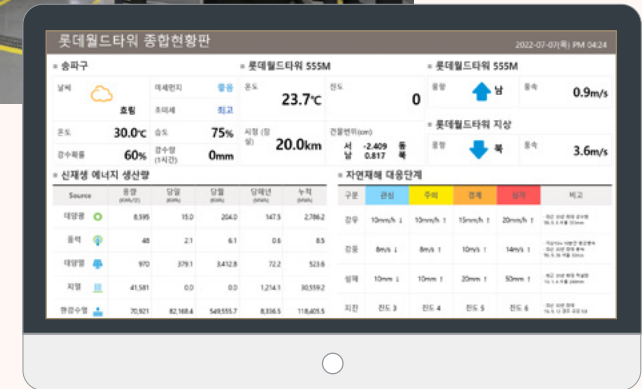 롯데월드타워 종합현황판
2022-07-07(목) PM 04:24
송파구
날씨
흐림
미세먼지 좋음
초미세 최고
온도 30.0℃ 습도 75%
강수확률 60% 강수량 (1시간) 0mm
롯데월드타워 555M
온도 23.7℃ 진도 0
시정 (잠실) 20.0km 건물변위(cm)
서 -2.409 동
남 0.817 북
롯데월드타워 555M
풍향 남 풍속 0.9m/s
롯데월드타워 지상
풍향 북 풍속 3.6m/s
신재생 에너지 생산량
Source 용량 당일 당월 당해년 누적
태양광 8,595 15.0 204.0 147.5 2,786.2
풍력 48 2.1 6.1 0.6 8.5
태양열 970 379.1 3,412.8 72.2 523.6
지열 41,581 0.0 0.0 1,214.1 30,559.2
한강수열 70,921 82,168.4 549,555.7 8,336.5 118,405.5
자연재해 대응단계
구분 관심 주의 경계 심각 비고
강우 10mm/h ↓ 10mm/h ↑ 15mm/h ↑ 20mm/h ↑
강풍 8m/s ↓ 8m/s ↑ 10m/s ↑ 14m/s ↑
설해 10mm ↓ 10mm ↑ 20mm ↑ 50mm ↑
지진 진도 3 진도 4 진도 5 진도 6